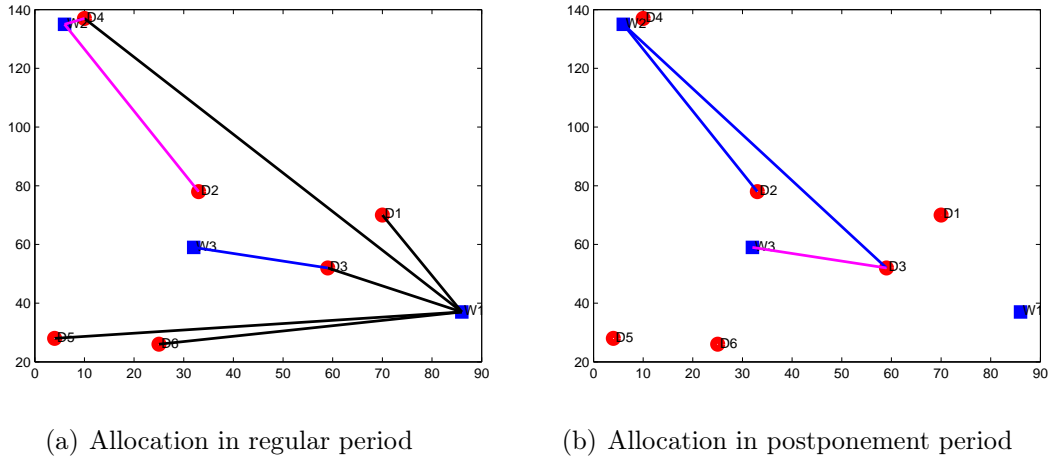 140
120
100
80
60
40
20
0 10 20 30 40 50 60 70 80 90
W2
D4
D2
D1
W3
D3
W1
D5
D6
140
120
100
80
60
40
20
0 10 20 30 40 50 60 70 80 90
W2
D4
D2
D1
W3
D3
W1
D5
D6
(a) Allocation in regular period
(b) Allocation in postponement period